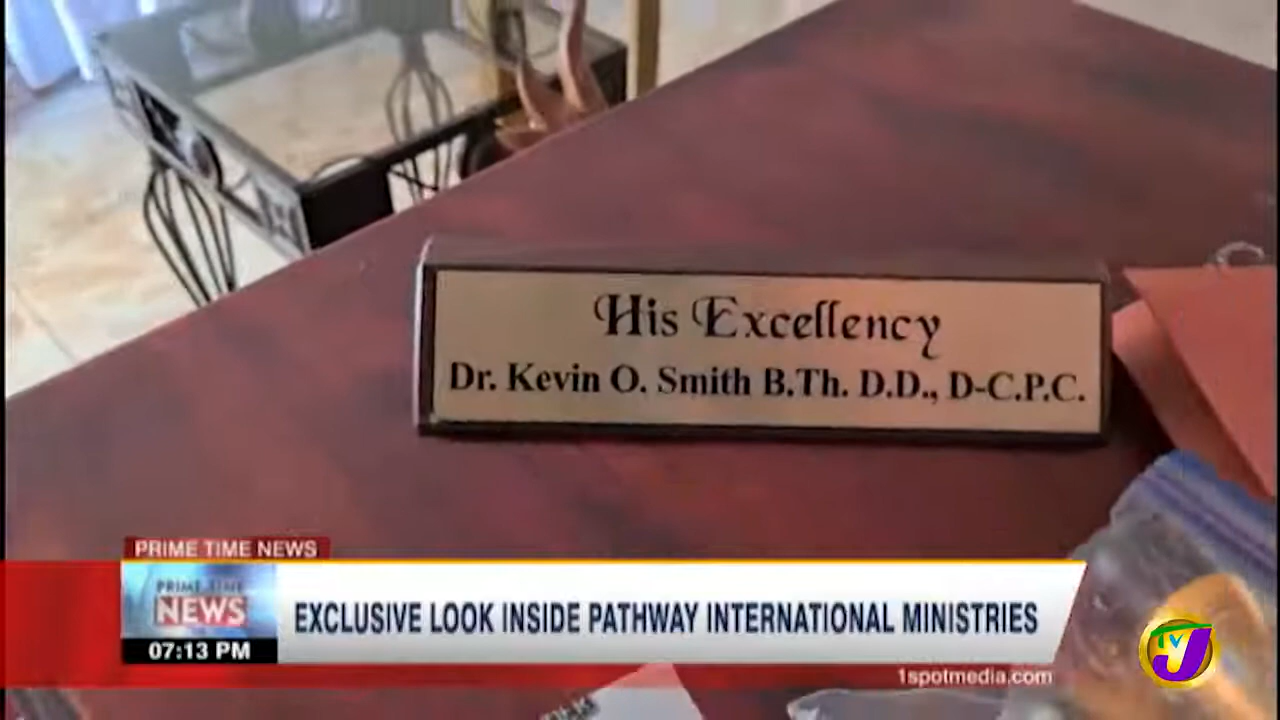 His Excellency
Dr. Kevin O. Smith B.Th. D.D., D-C.P.C.
PRIME TIME NEWS
PRIME TIME
NEWS
EXCLUSIVE LOOK INSIDE PATHWAY INTERNATIONAL MINISTRIES
07:13 PM
1spotmedia.com
TVJ